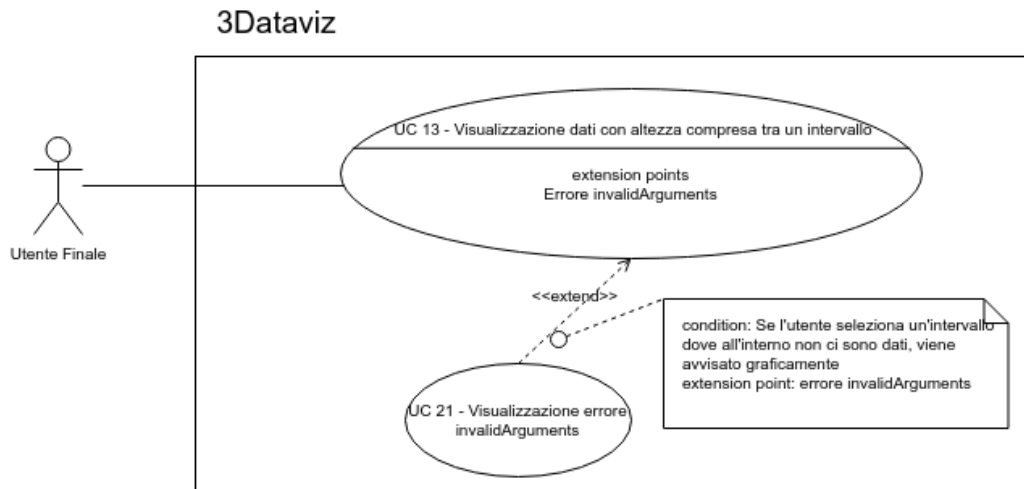 3Dataviz
UC 13 - Visualizzazione dati con altezza compresa tra un intervallo
extension points
Errore invalidArguments
Utente Finale
<<extend>>
condition: Se l'utente seleziona un'intervallo
dove all'interno non ci sono dati, viene
avvisato graficamente
extension point: errore invalidArguments
UC 21 - Visualizzazione errore
invalidArguments